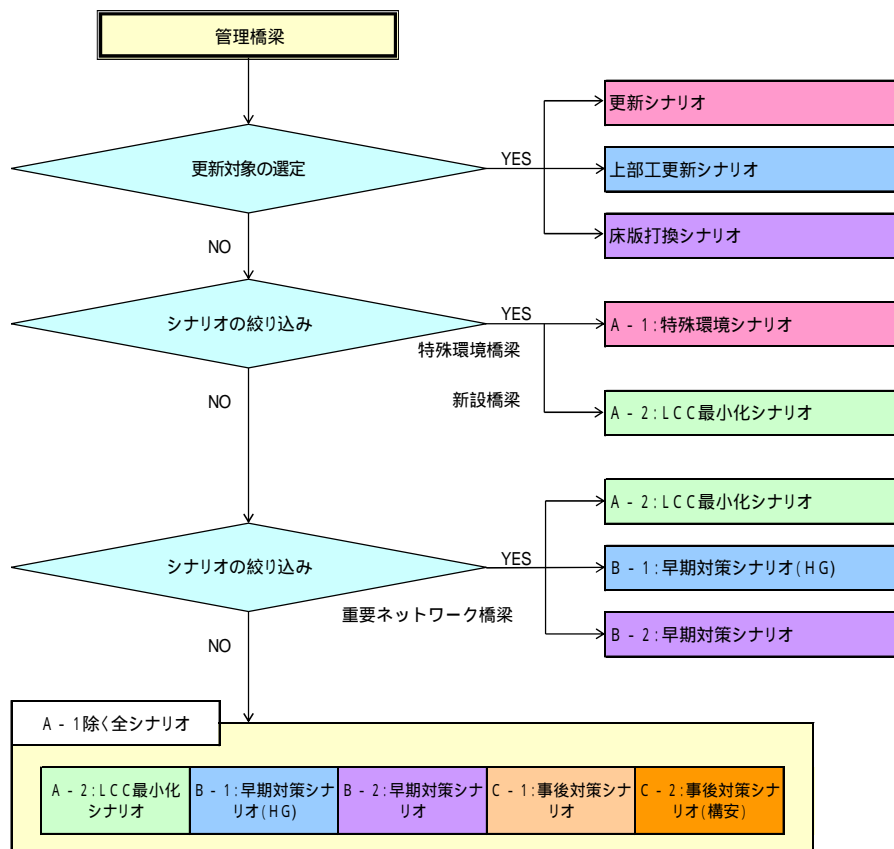 管理橋梁
更新対象の選定
YES
更新シナリオ
上部工更新シナリオ
床版打換シナリオ
NO
シナリオの絞り込み
YES
特殊環境橋梁
新設橋梁
A - 1:特殊環境シナリオ
A - 2:LCC最小化シナリオ
NO
シナリオの絞り込み
YES
重要ネットワーク橋梁
A - 2:LCC最小化シナリオ
B - 1:早期対策シナリオ(HG)
B - 2:早期対策シナリオ
NO
A - 1除く全シナリオ
A - 2:LCC最小化
シナリオ
B - 1:早期対策シナ
リオ(HG)
B - 2:早期対策シナ
リオ
C - 1:事後対策シナ
リオ
C - 2:事後対策シナ
リオ(構安)